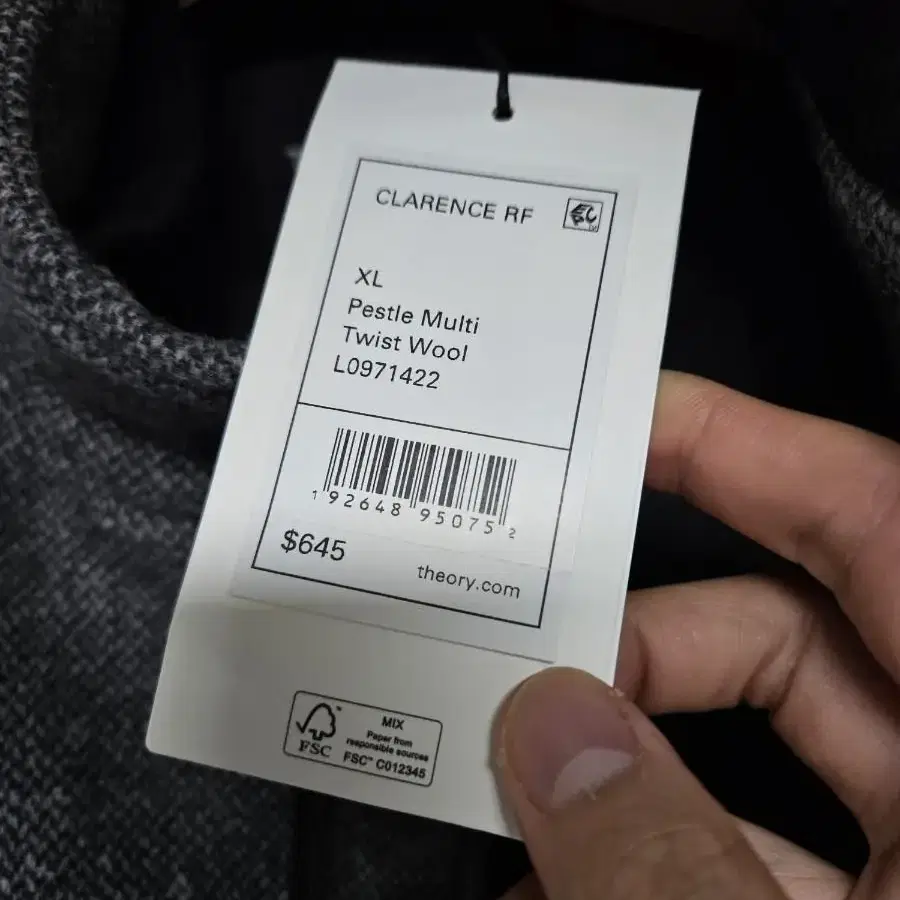 CLARENCE RF
XL
Pestle Multi
Twist Wool
L0971422
1 92648 95075 2
$645
theory.com
FSC
MIX
Paper from
responsible sources
FSC™ C012345